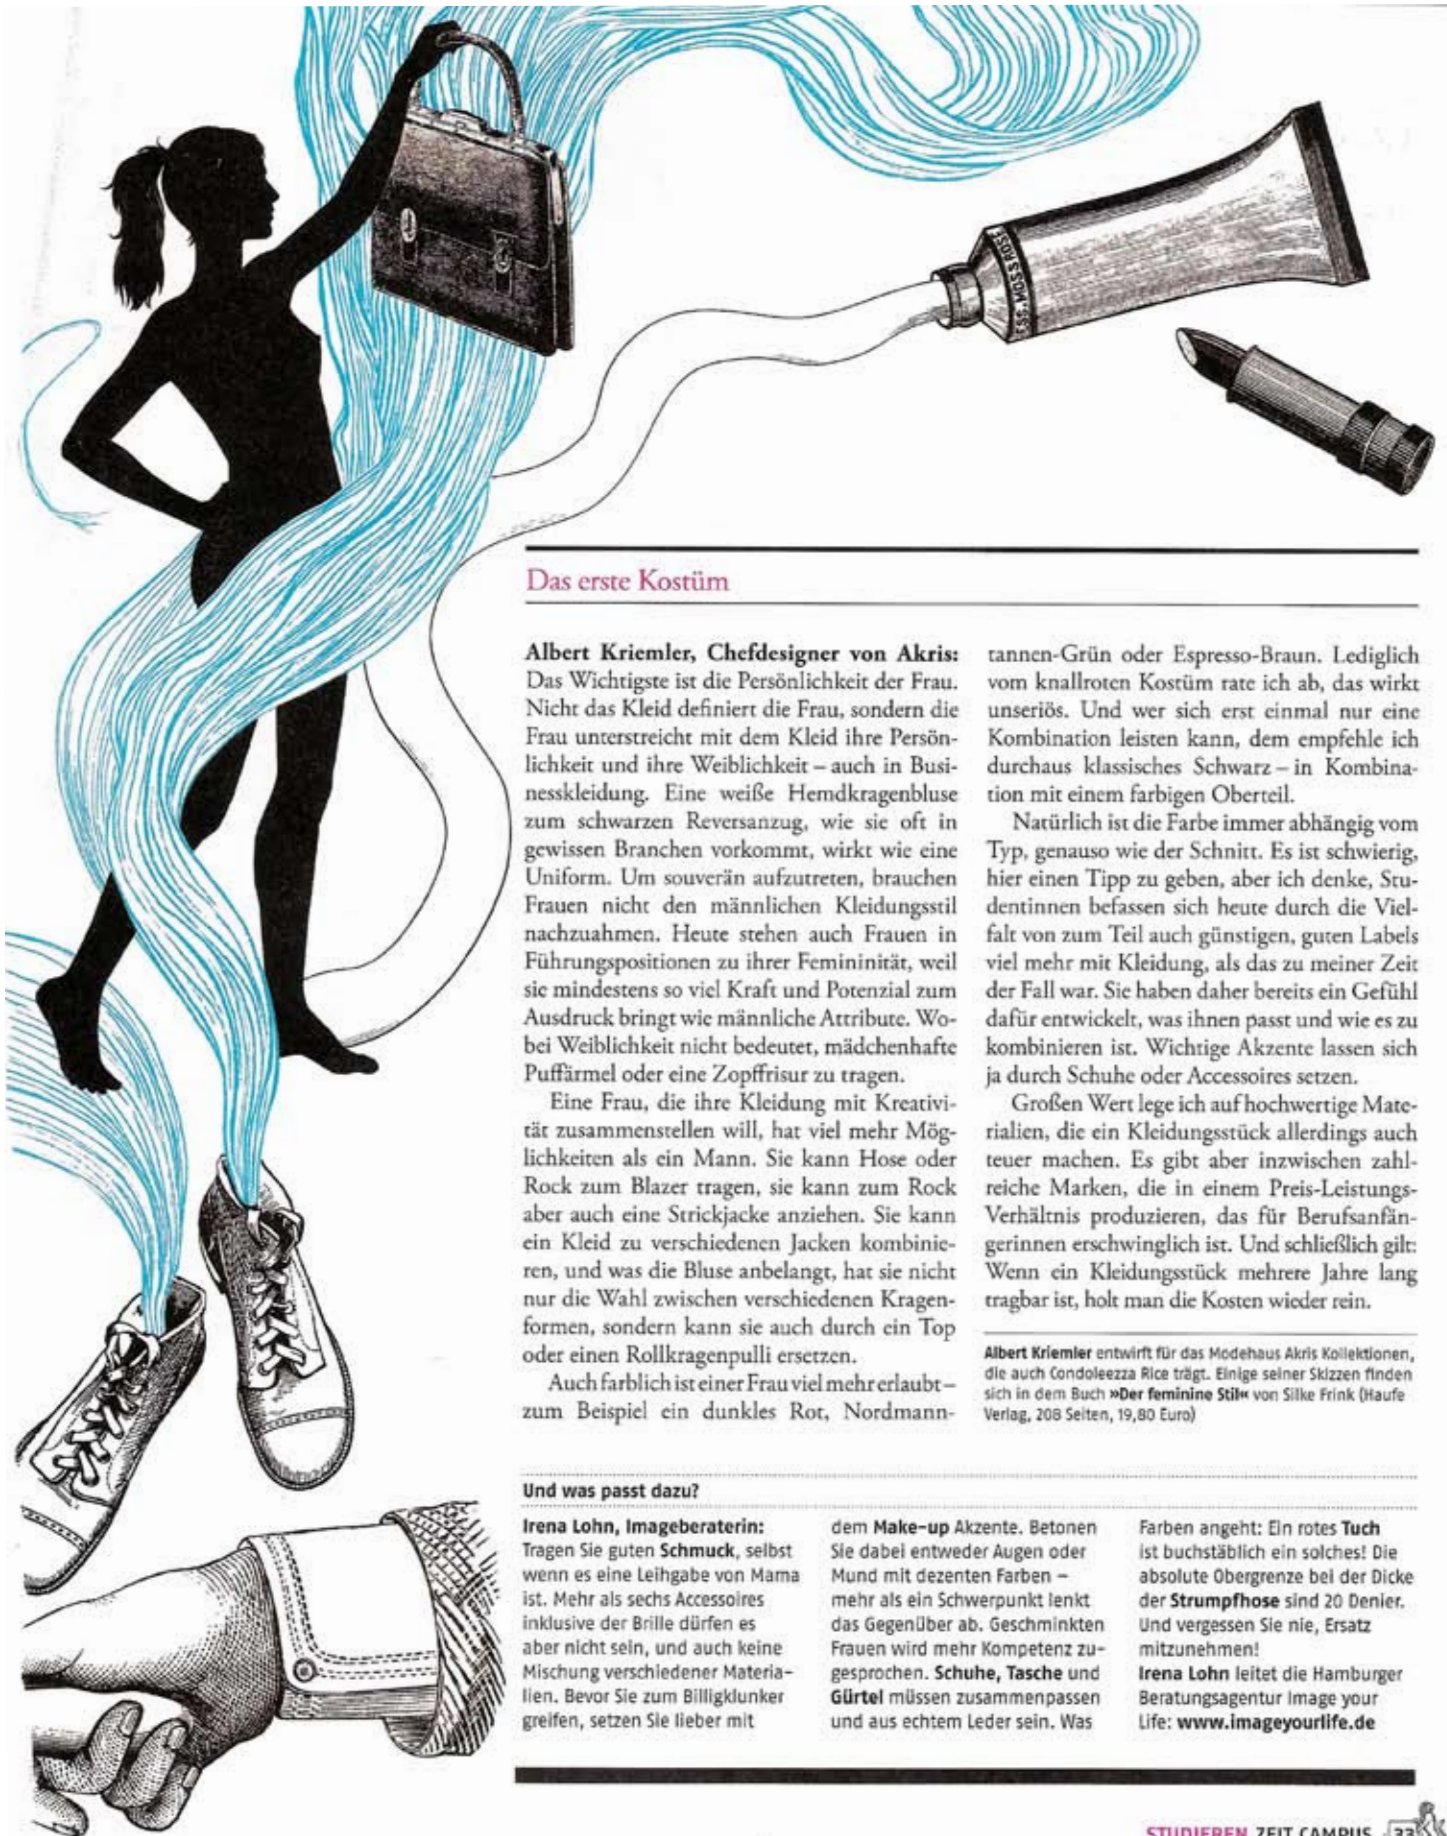 MOSS ROSE
Das erste Kostüm
Albert Kriemler, Chefdesigner von Akris:
Das Wichtigste ist die Persönlichkeit der Frau.
Nicht das Kleid definiert die Frau, sondern die
Frau unterstreicht mit dem Kleid ihre Persön-
lichkeit und ihre Weiblichkeit – auch in Busi-
nesskleidung. Eine weiße Hemdkragenbluse
zum schwarzen Reversanzug, wie sie oft in
gewissen Branchen vorkommt, wirkt wie eine
Uniform. Um souverän aufzutreten, brauchen
Frauen nicht den männlichen Kleidungsstil
nachzuahmen. Heute stehen auch Frauen in
Führungspositionen zu ihrer Femininität, weil
sie mindestens so viel Kraft und Potenzial zum
Ausdruck bringt wie männliche Attribute. Wo-
bei Weiblichkeit nicht bedeutet, mädchenhafte
Puffärmel oder eine Zopffrisur zu tragen.
Eine Frau, die ihre Kleidung mit Kreativi-
tät zusammenstellen will, hat viel mehr Mög-
lichkeiten als ein Mann. Sie kann Hose oder
Rock zum Blazer tragen, sie kann zum Rock
aber auch eine Strickjacke anziehen. Sie kann
ein Kleid zu verschiedenen Jacken kombinie-
ren, und was die Bluse anbelangt, hat sie nicht
nur die Wahl zwischen verschiedenen Kragen-
formen, sondern kann sie auch durch ein Top
oder einen Rollkragenpulli ersetzen.
Auch farblich ist einer Frau viel mehr erlaubt –
zum Beispiel ein dunkles Rot, Nordmann-
tannen-Grün oder Espresso-Braun. Lediglich
vom knallroten Kostüm rate ich ab, das wirkt
unseriös. Und wer sich erst einmal nur eine
Kombination leisten kann, dem empfehle ich
durchaus klassisches Schwarz – in Kombina-
tion mit einem farbigen Oberteil.
Natürlich ist die Farbe immer abhängig vom
Typ, genauso wie der Schnitt. Es ist schwierig,
hier einen Tipp zu geben, aber ich denke, Stu-
dentinnen befassen sich heute durch die Viel-
falt von zum Teil auch günstigen, guten Labels
viel mehr mit Kleidung, als das zu meiner Zeit
der Fall war. Sie haben daher bereits ein Gefühl
dafür entwickelt, was ihnen passt und wie es zu
kombinieren ist. Wichtige Akzente lassen sich
ja durch Schuhe oder Accessoires setzen.
Großen Wert lege ich auf hochwertige Mate-
rialien, die ein Kleidungsstück allerdings auch
teuer machen. Es gibt aber inzwischen zahl-
reiche Marken, die in einem Preis-Leistungs-
Verhältnis produzieren, das für Berufsanfän-
gerinnen erschwinglich ist. Und schließlich gilt:
Wenn ein Kleidungsstück mehrere Jahre lang
tragbar ist, holt man die Kosten wieder rein.
Albert Kriemler entwirft für das Modehaus Akris Kollektionen,
die auch Condoleezza Rice trägt. Einige seiner Skizzen finden
sich in dem Buch »Der feminine Stil« von Silke Frink (Haufe
Verlag, 208 Seiten, 19,80 Euro)
Und was passt dazu?
Irena Lohn, Imageberaterin:
Tragen Sie guten Schmuck, selbst
wenn es eine Leihgabe von Mama
ist. Mehr als sechs Accessoires
inklusive der Brille dürfen es
aber nicht sein, und auch keine
Mischung verschiedener Materia-
lien. Bevor Sie zum Billigklunker
greifen, setzen Sie lieber mit
dem Make-up Akzente. Betonen
Sie dabei entweder Augen oder
Mund mit dezenten Farben –
mehr als ein Schwerpunkt lenkt
das Gegenüber ab. Geschminkten
Frauen wird mehr Kompetenz zu-
gesprochen. Schuhe, Tasche und
Gürtel müssen zusammenpassen
und aus echtem Leder sein. Was
Farben angeht: Ein rotes Tuch
ist buchstäblich ein solches! Die
absolute Obergrenze bei der Dicke
der Strumpfhose sind 20 Denier.
Und vergessen Sie nie, Ersatz
mitzunehmen!
Irena Lohn leitet die Hamburger
Beratungsagentur Image your
Life: www.imageyourlife.de
STUDIEREN ZEIT CAMPUS 33